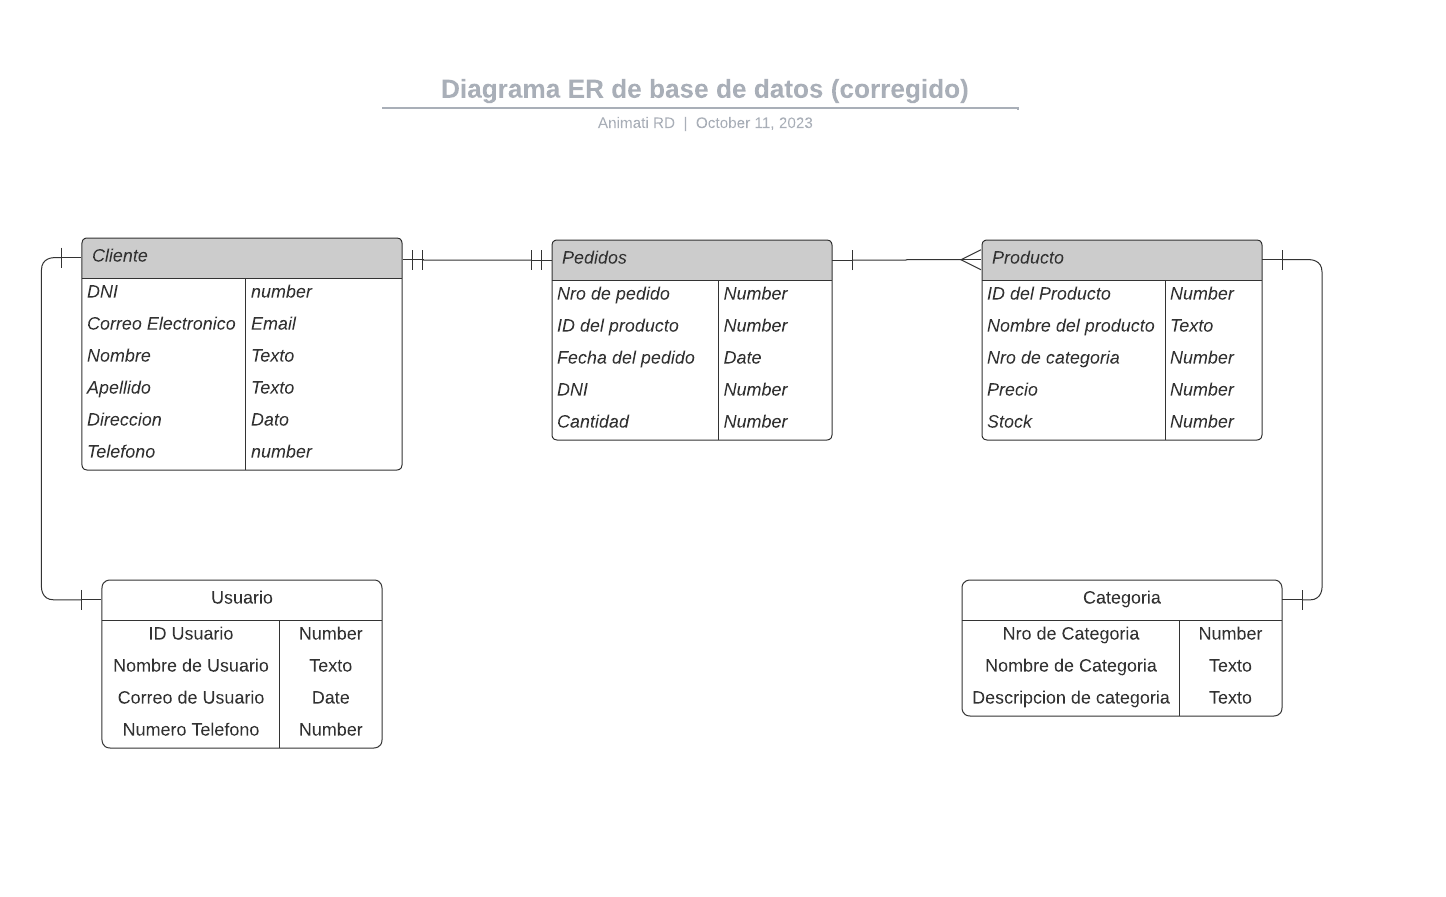 Diagrama ER de base de datos (corregido)
Animati RD | October 11, 2023
Cliente
DNI number
Correo Electronico Email
Nombre Texto
Apellido Texto
Direccion Dato
Telefono number
Pedidos
Nro de pedido Number
ID del producto Number
Fecha del pedido Date
DNI Number
Cantidad Number
Producto
ID del Producto Number
Nombre del producto Texto
Nro de categoria Number
Precio Number
Stock Number
Usuario
ID Usuario Number
Nombre de Usuario Texto
Correo de Usuario Date
Numero Telefono Number
Categoria
Nro de Categoria Number
Nombre de Categoria Texto
Descripcion de categoria Texto